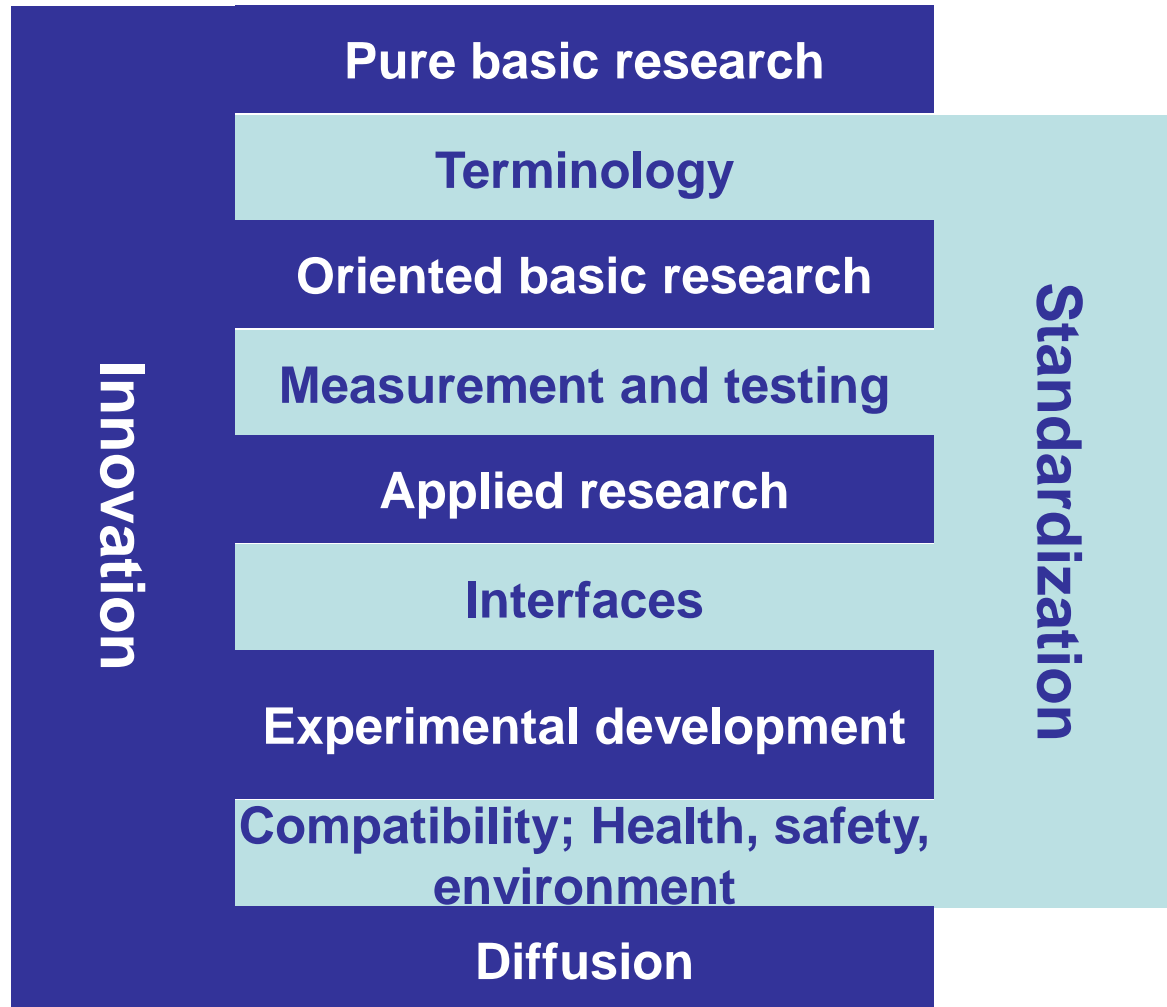 Innovation
Pure basic research
Terminology
Oriented basic research
Measurement and testing
Applied research
Interfaces
Experimental development
Compatibility; Health, safety,
environment
Diffusion
Standardization